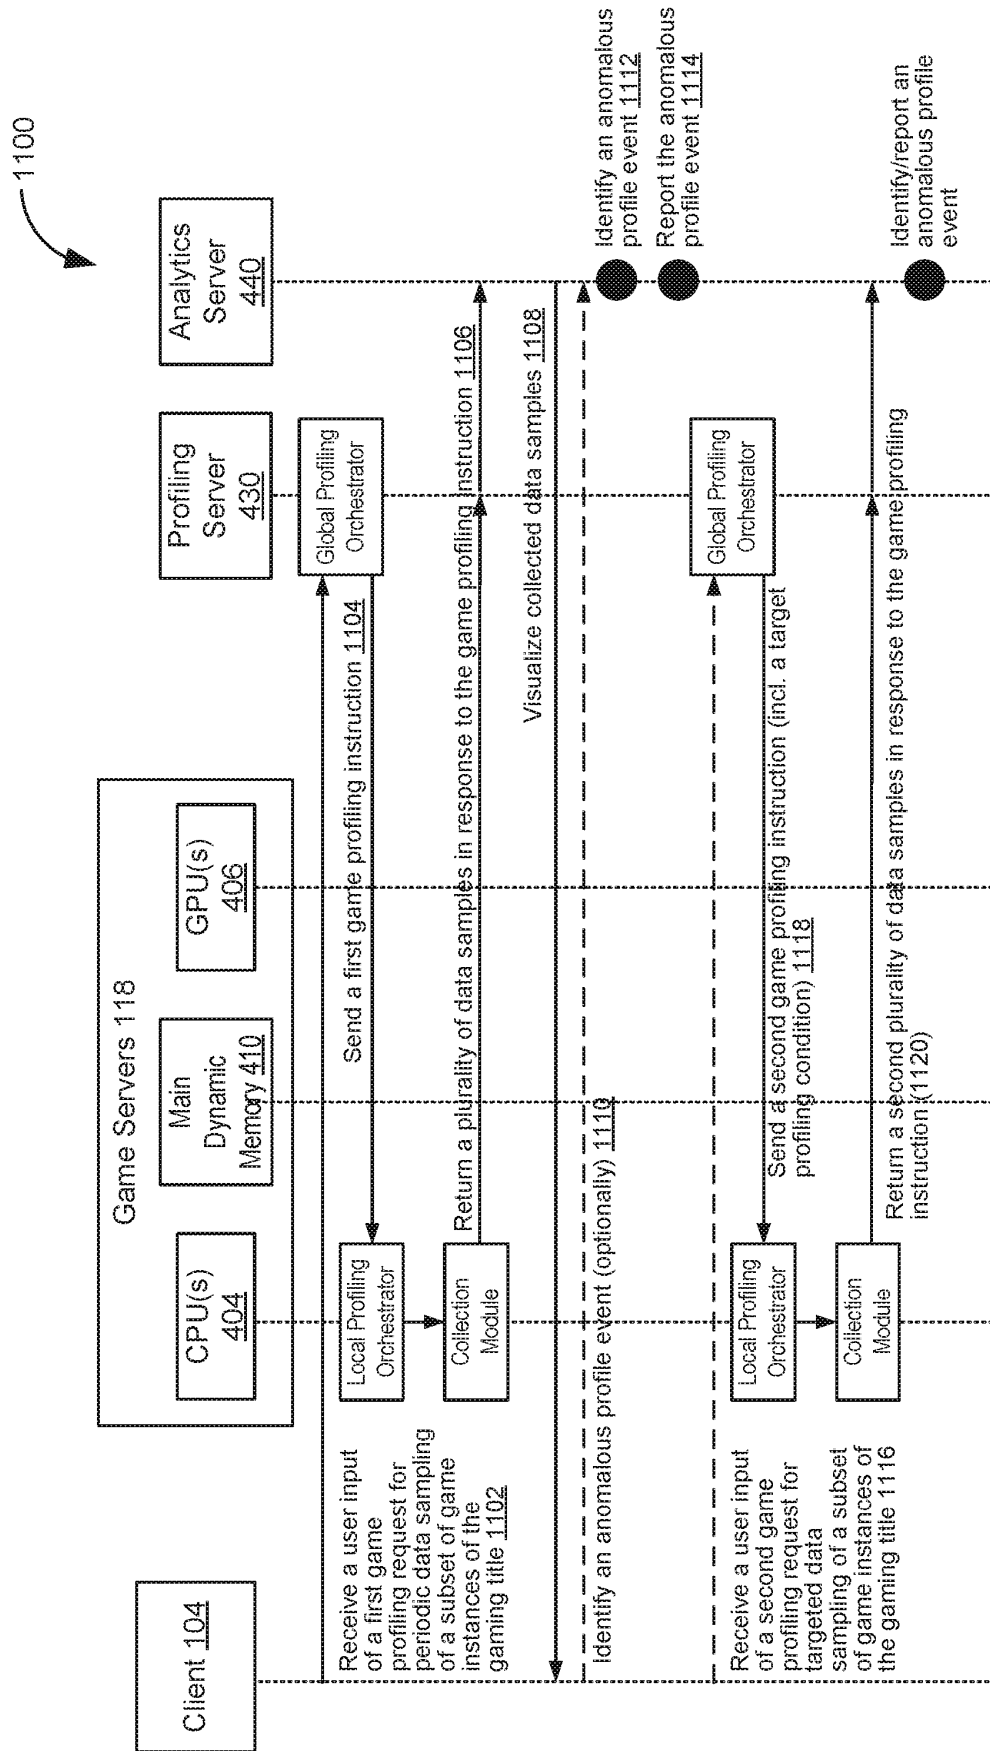 1100
Client 104
Game Servers 118
CPU(s)
404
Main
Dynamic
Memory 410
GPU(s)
406
Profiling
Server
430
Analytics
Server
440
Receive a user input
of a first game
profiling request for
periodic data sampling
of a subset of game
instances of the
gaming title 1102
Global Profiling
Orchestrator
Send a first game profiling instruction 1104
Local Profiling
Orchestrator
Collection
Module
Return a plurality of data samples in response to the game profiling instruction 1106
Visualize collected data samples 1108
Identify an anomalous profile event (optionally) 1110
Identify an anomalous
profile event 1112
Report the anomalous
profile event 1114
Receive a user input
of a second game
profiling request for
targeted data
sampling of a subset
of game instances of
the gaming title 1116
Global Profiling
Orchestrator
Send a second game profiling instruction (incl. a target
profiling condition) 1118
Local Profiling
Orchestrator
Collection
Module
Return a second plurality of data samples in response to the game profiling
instruction (1120)
Identify/report an
anomalous profile
event